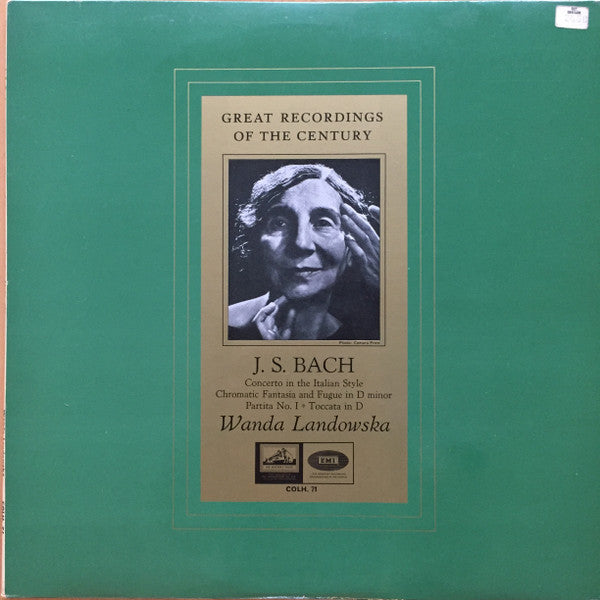 GREAT RECORDINGS
OF THE CENTURY
Photo: Camera Press
J. S. BACH
Concerto in the Italian Style
Chromatic Fantasia and Fugue in D minor
Partita No. 1 + Toccata in D
Wanda Landowska
EMI
COLH. 71